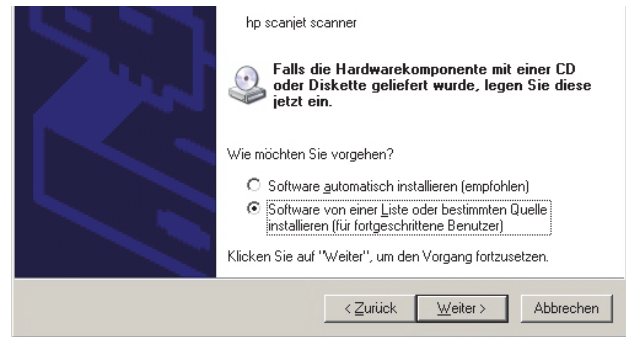 hp scanjet scanner
Falls die Hardwarekomponente mit einer CD
oder Diskette geliefert wurde, legen Sie diese
jetzt ein.
Wie möchten Sie vorgehen?
Software automatisch installieren (empfohlen)
Software von einer Liste oder bestimmten Quelle
installieren (für fortgeschrittene Benutzer)
Klicken Sie auf "Weiter", um den Vorgang fortzusetzen.
< Zurück Weiter > Abbrechen